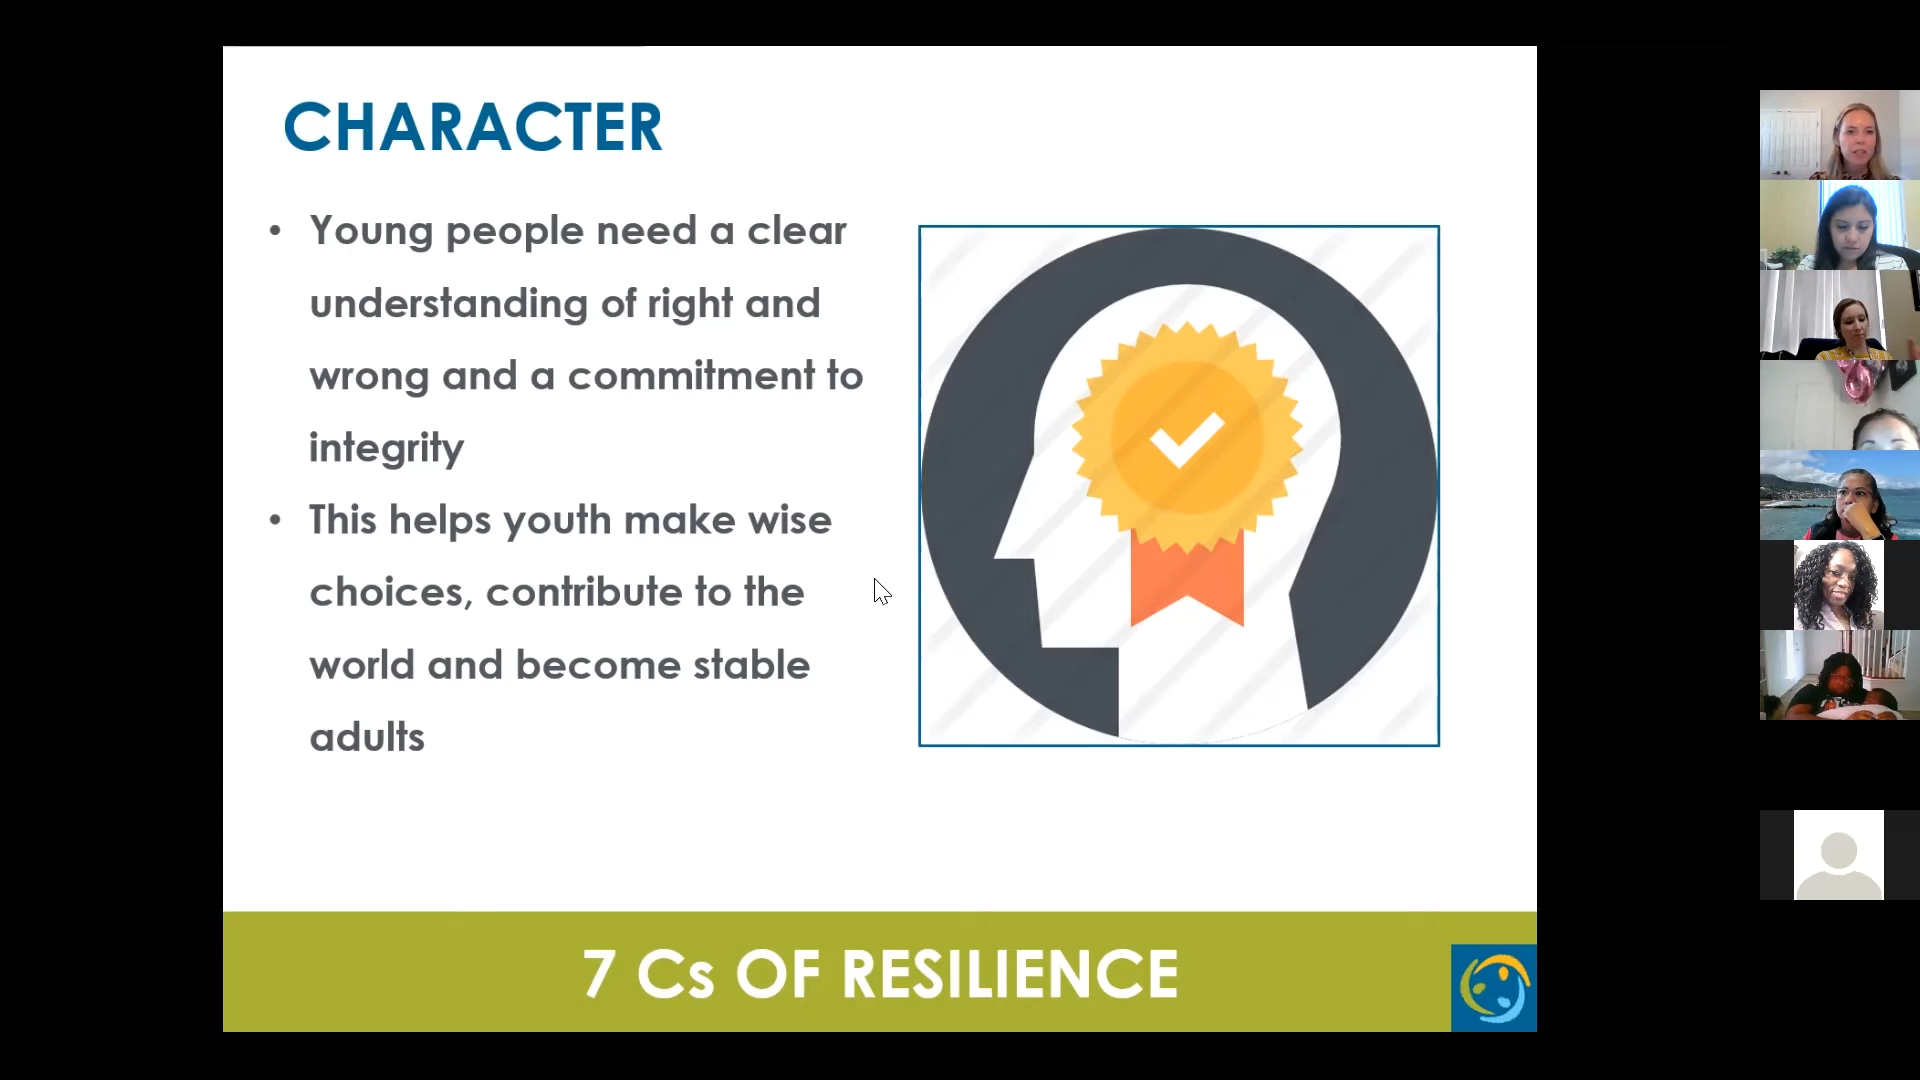 CHARACTER
• Young people need a clear
understanding of right and
wrong and a commitment to
integrity
• This helps youth make wise
choices, contribute to the
world and become stable
adults
7 Cs OF RESILIENCE